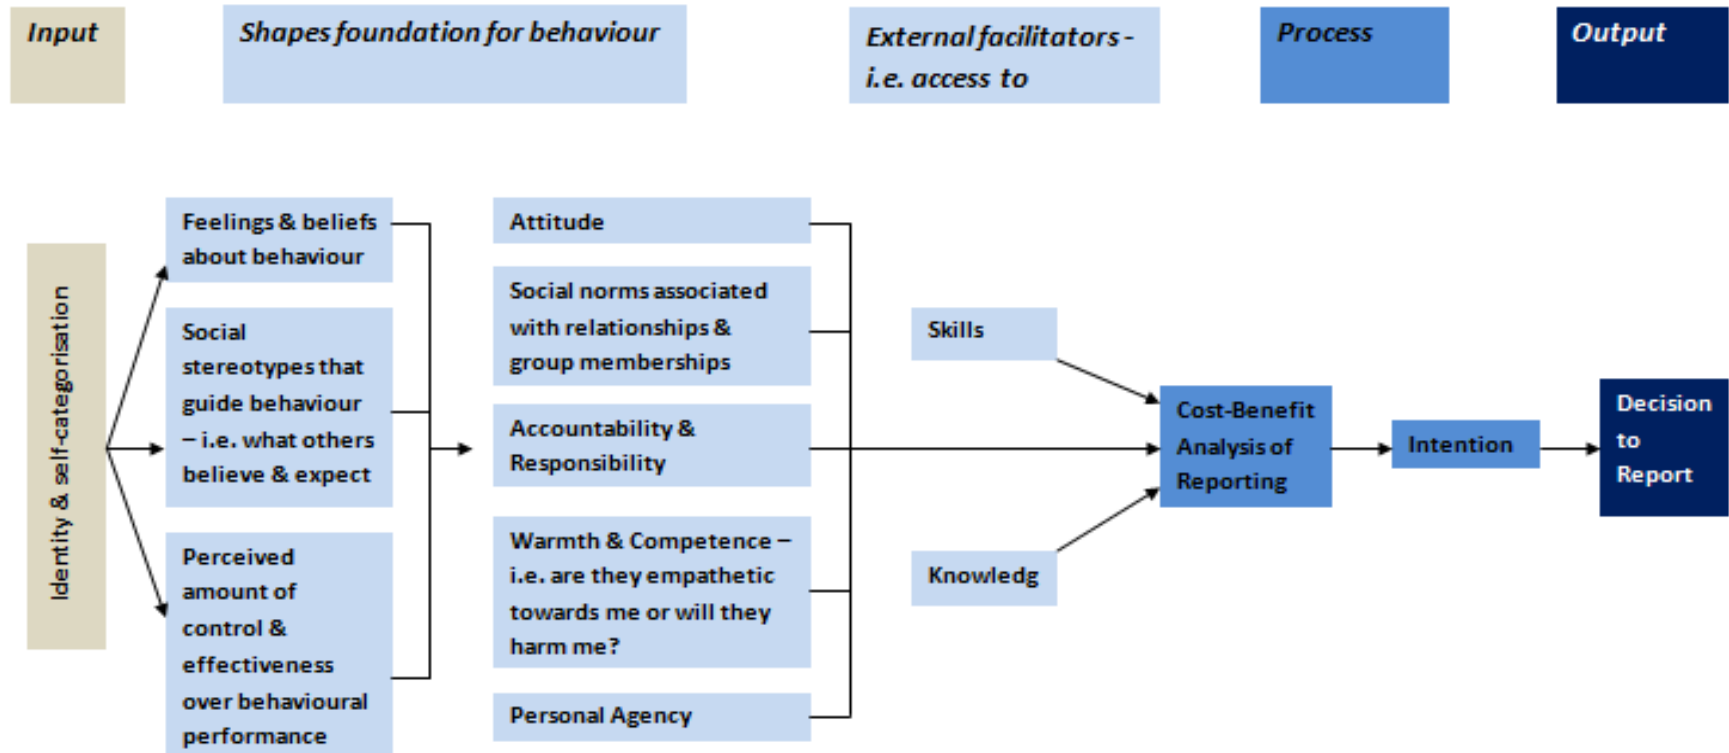 Input
Shapes foundation for behaviour
External facilitators -
i.e. access to
Process
Output
Identity & self-categorisation
Feelings & beliefs
about behaviour
Social
stereotypes that
guide behaviour
– i.e. what others
believe & expect
Perceived
amount of
control &
effectiveness
over behavioural
performance
Attitude
Social norms associated
with relationships &
group memberships
Accountability &
Responsibility
Warmth & Competence –
i.e. are they empathetic
towards me or will they
harm me?
Personal Agency
Skills
Knowledg
Cost-Benefit
Analysis of
Reporting
Intention
Decision
to
Report